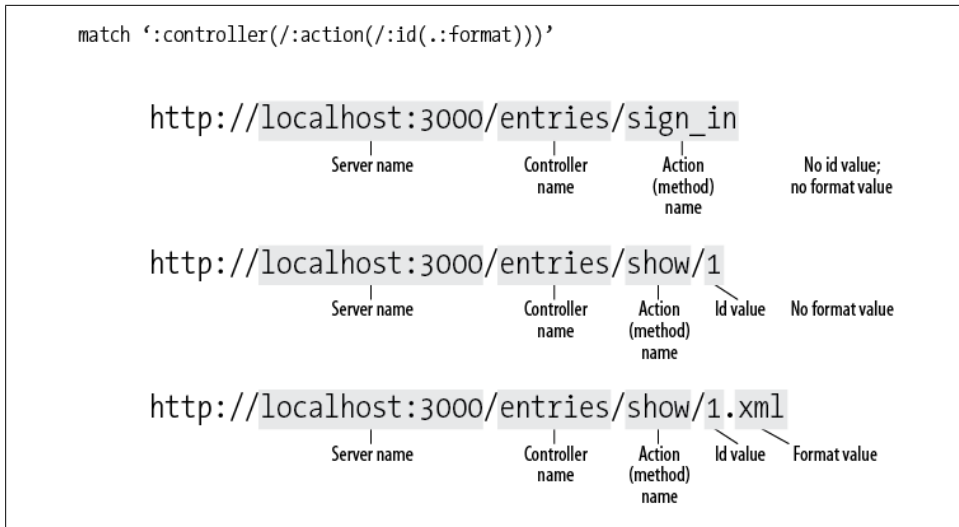 match ‘:controller(/:action(/:id(.:format)))’
http://localhost:3000/entries/sign_in
Server name Controller name Action (method) name No id value; no format value
http://localhost:3000/entries/show/1
Server name Controller name Action (method) name Id value No format value
http://localhost:3000/entries/show/1.xml
Server name Controller name Action (method) name Id value Format value